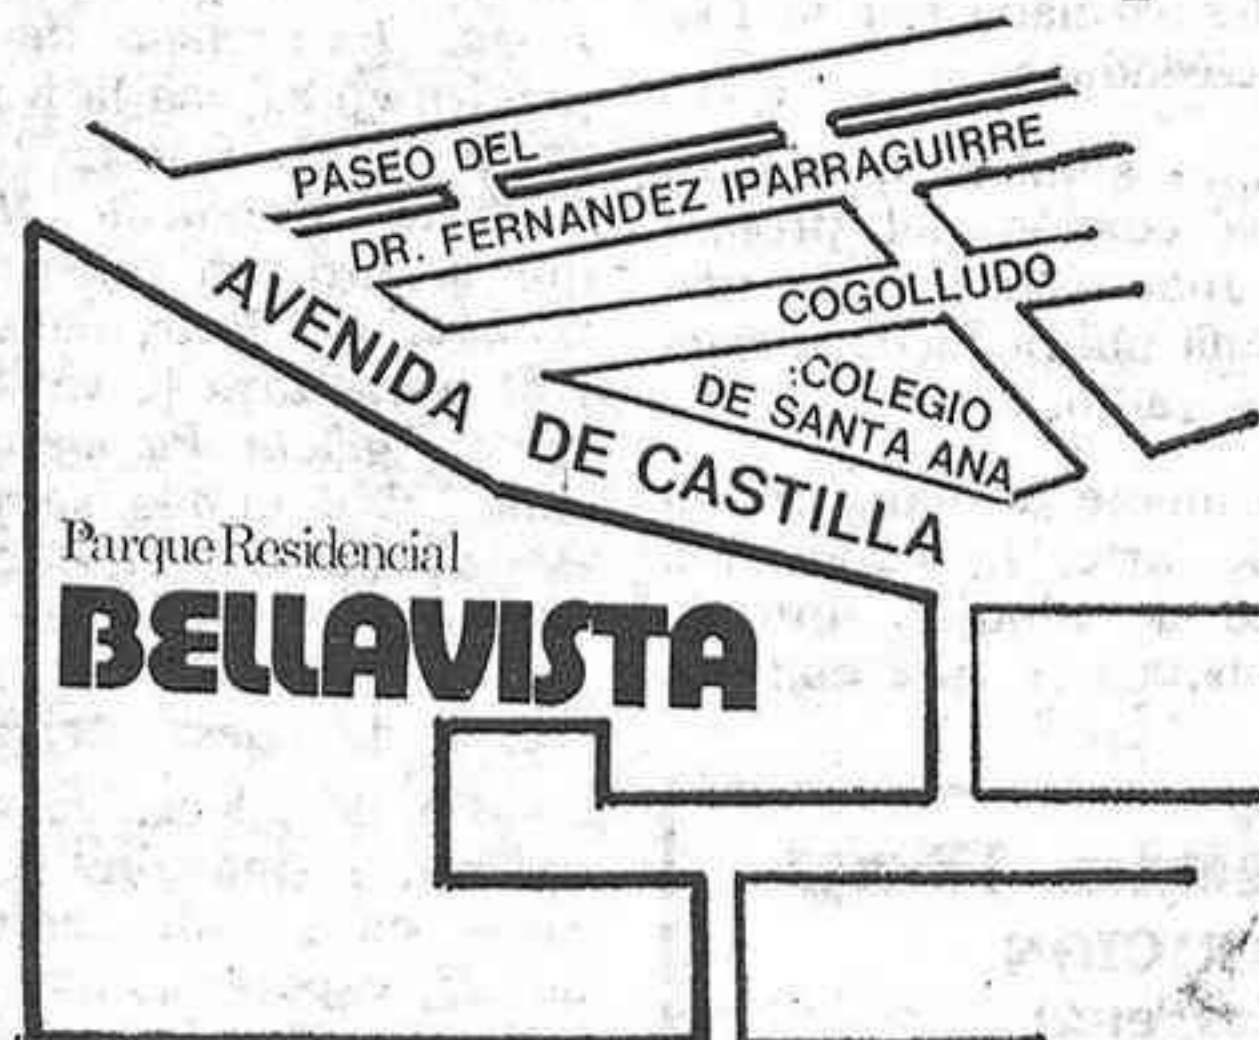 PASEO DEL
DR. FERNANDEZ IPARRAGUIRRE
AVENIDA DE CASTILLA
COGOLLUDO
:COLEGIO
DE SANTA ANA
Parque Residencial
BELLAVISTA